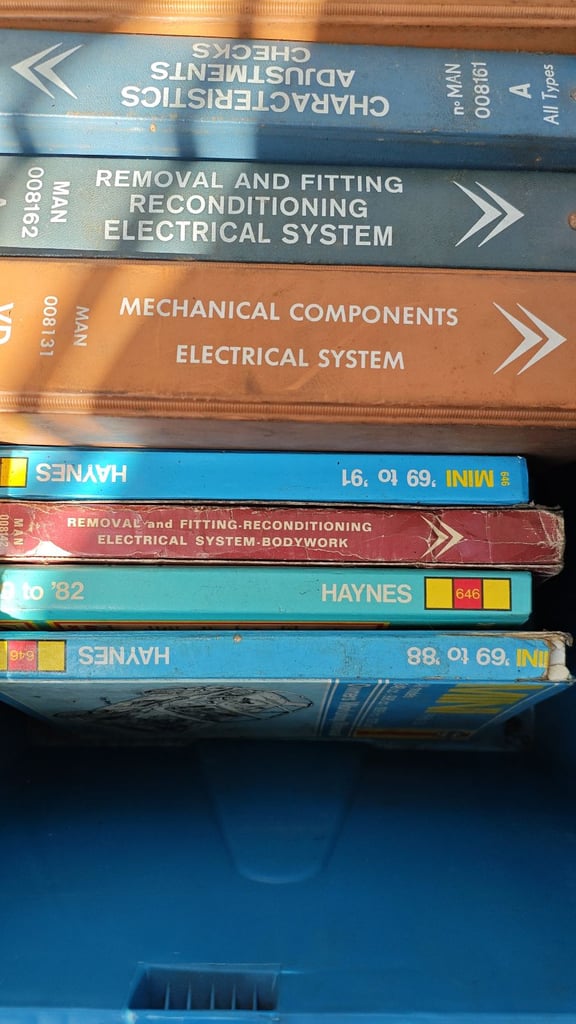 CHARACTERISTICS
ADJUSTMENTS
CHECKS
nº MAN
008161
A
All Types
REMOVAL AND FITTING
RECONDITIONING
ELECTRICAL SYSTEM
MAN
008162
MECHANICAL COMPONENTS
ELECTRICAL SYSTEM
MAN
008131
VD
646
MINI '69 to '91
HAYNES
REMOVAL and FITTING-RECONDITIONING
ELECTRICAL SYSTEM-BODYWORK
MAN
to '82
HAYNES
646
MINI '69 to '88
HAYNES
646